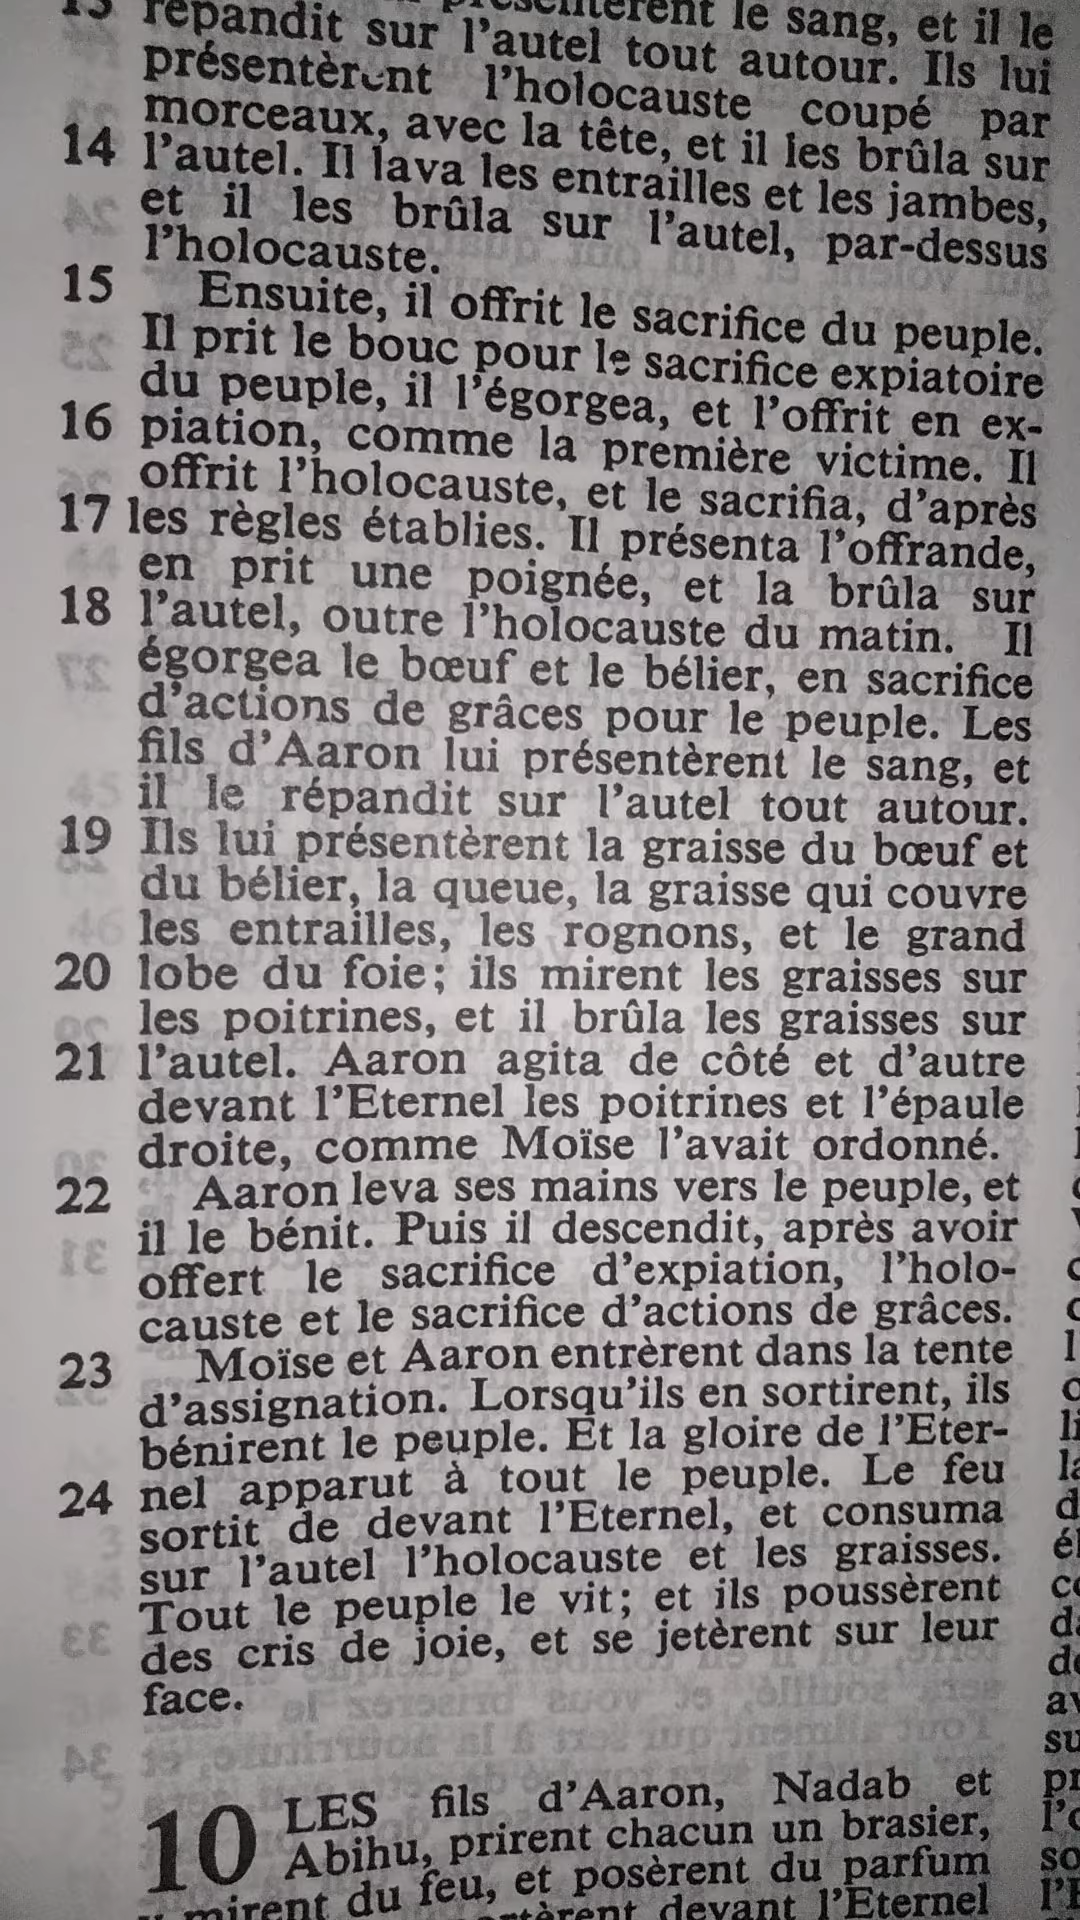 13 répandit sur l'autel tout autour. Ils lui
présentèrent le sang, et il le
présentèrent l'holocauste coupé par
morceaux, avec la tête, et il les brûla sur
14 l'autel. Il lava les entrailles et les jambes,
et il les brûla sur l'autel, par-dessus
l'holocauste.
15 Ensuite, il offrit le sacrifice du peuple.
Il prit le bouc pour le sacrifice expiatoire
du peuple, il l'égorgea, et l'offrit en ex-
16 piation, comme la première victime. Il
offrit l'holocauste, et le sacrifia, d'après
17 les règles établies. Il présenta l'offrande,
en prit une poignée, et la brûla sur
18 l'autel, outre l'holocauste du matin. Il
égorgea le bœuf et le bélier, en sacrifice
d'actions de grâces pour le peuple. Les
fils d'Aaron lui présentèrent le sang, et
il le répandit sur l'autel tout autour.
19 Ils lui présentèrent la graisse du bœuf et
du bélier, la queue, la graisse qui couvre
les entrailles, les rognons, et le grand
20 lobe du foie; ils mirent les graisses sur
les poitrines, et il brûla les graisses sur
21 l'autel. Aaron agita de côté et d'autre
devant l'Eternel les poitrines et l'épaule
droite, comme Moïse l'avait ordonné.
22 Aaron leva ses mains vers le peuple, et
il le bénit. Puis il descendit, après avoir
offert le sacrifice d'expiation, l'holo-
causte et le sacrifice d'actions de grâces.
23 Moïse et Aaron entrèrent dans la tente
d'assignation. Lorsqu'ils en sortirent, ils
bénirent le peuple. Et la gloire de l'Eter-
24 nel apparut à tout le peuple. Le feu
sortit de devant l'Eternel, et consuma
sur l'autel l'holocauste et les graisses.
Tout le peuple le vit; et ils poussèrent
des cris de joie, et se jetèrent sur leur
face.
10 LES fils d'Aaron, Nadab et
Abihu, prirent chacun un brasier,
y mirent du feu, et posèrent du parfum
devant l'Eternel